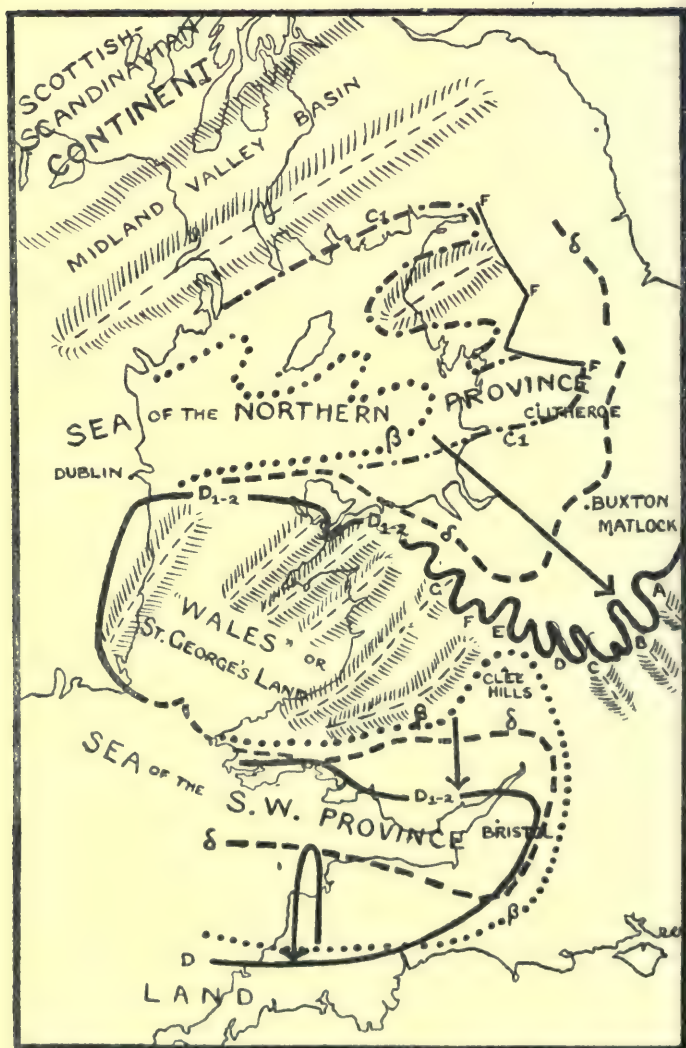 SCOTTISH-
SCANDINAVIAN
CONTINENT
MIDLAND VALLEY BASIN
C1
F
δ
F
F
PROVINCE
F
SEA OF THE NORTHERN
CLITHEROE
β
C1
DUBLIN
BUXTON
D1-2
MATLOCK
D1-2
δ
"WALES" OR
ST. GEORGE'S LAND
G
F
E
D
C
B
A
CLEE
HILLS
β
δ
SEA OF THE
S.W. PROVINCE
D1-2
BRISTOL
δ
β
D
LAND